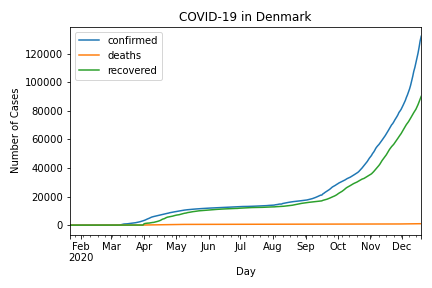 COVID-19 in Denmark
confirmed
deaths
recovered
Number of Cases
120000
100000
80000
60000
40000
20000
0
Feb Mar Apr May Jun Jul Aug Sep Oct Nov Dec
2020
Day